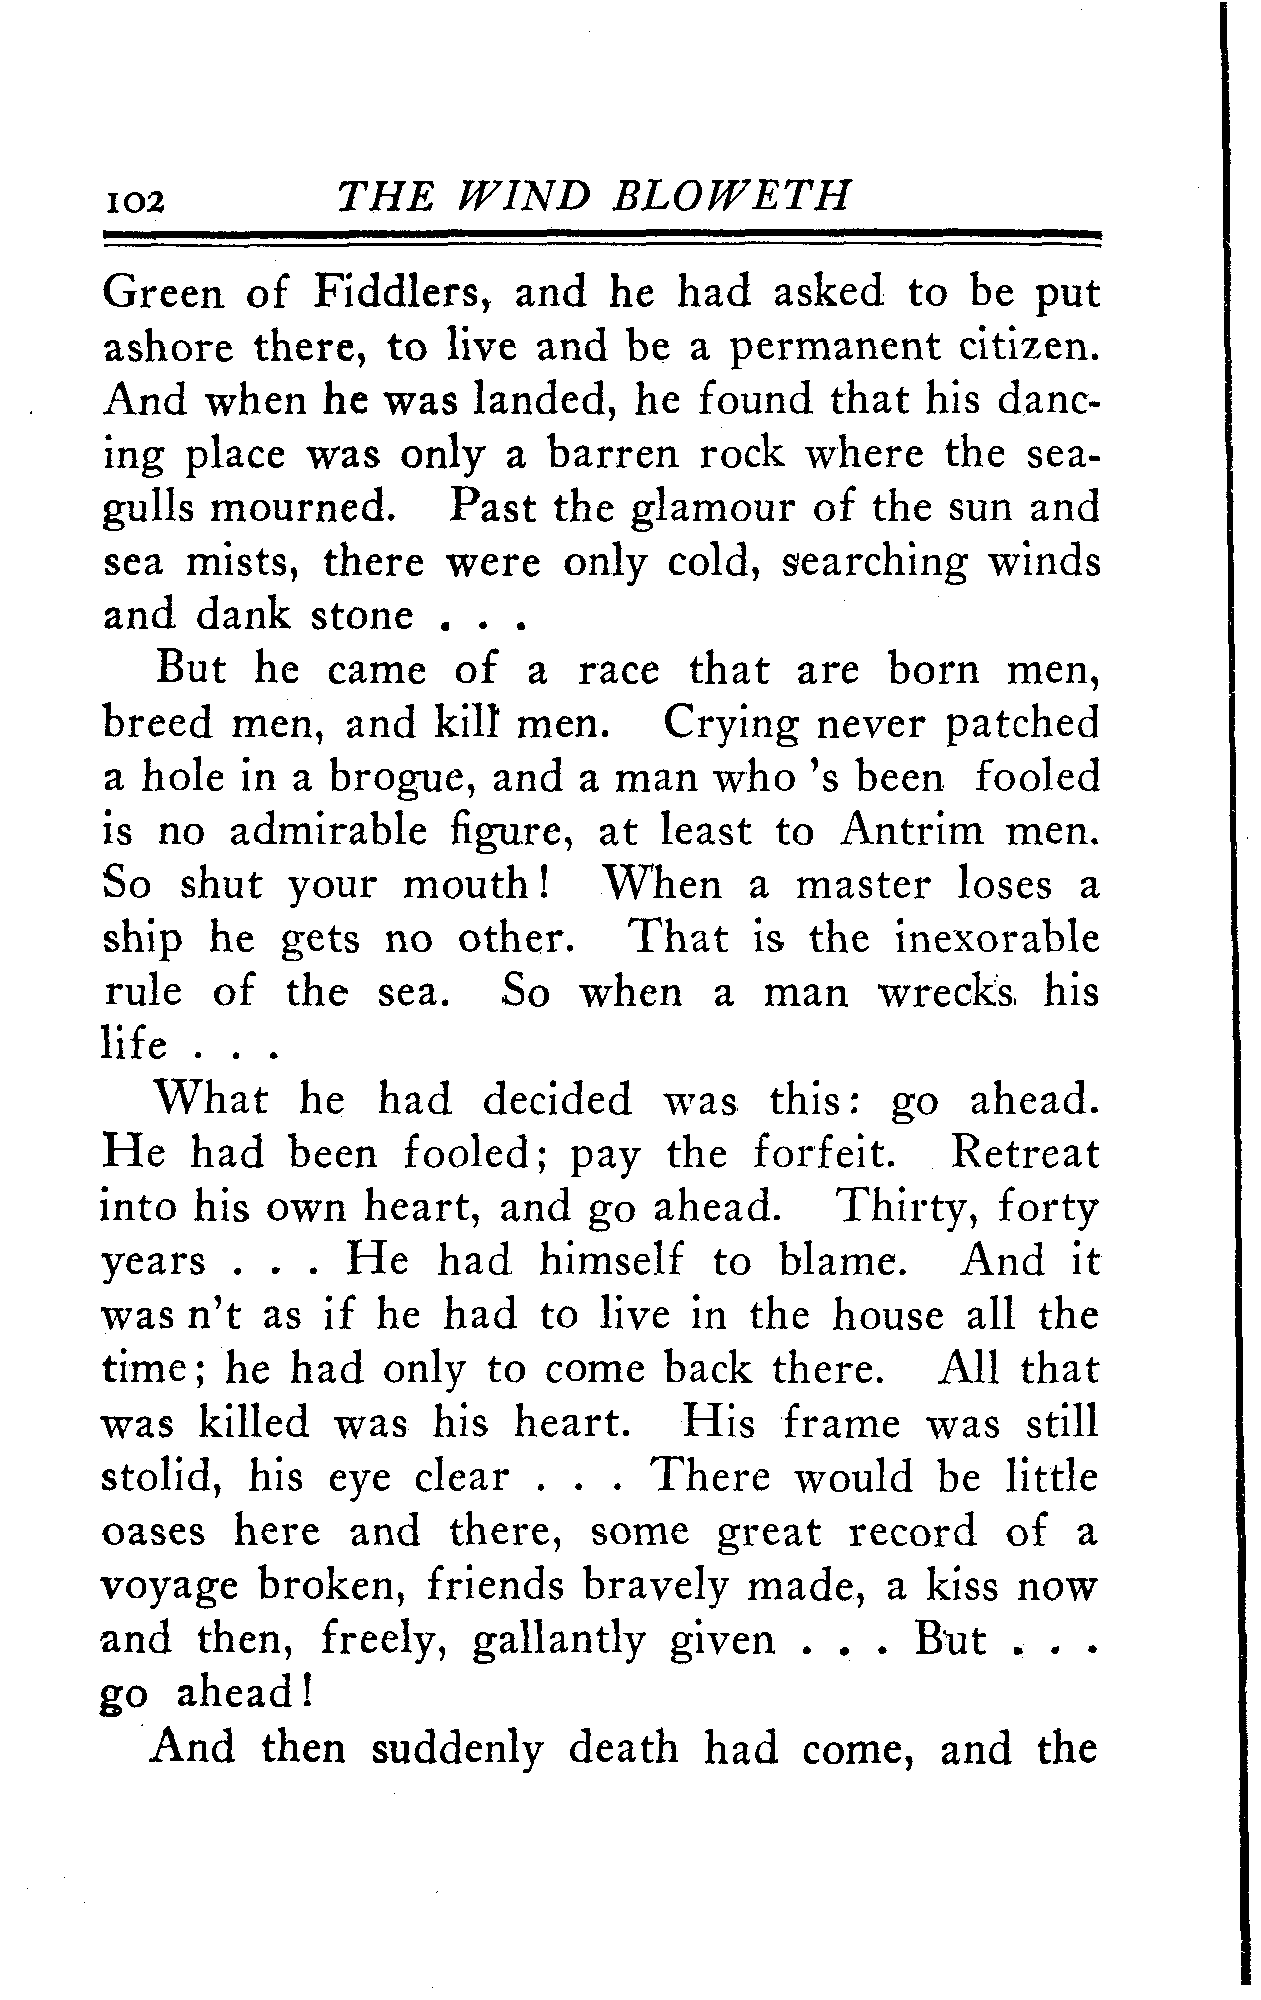 102 THE WIND BLOWETH
Green of Fiddlers, and he had asked to be put
ashore there, to live and be a permanent citizen.
And when he was landed, he found that his danc-
ing place was only a barren rock where the sea-
gulls mourned. Past the glamour of the sun and
sea mists, there were only cold, searching winds
and dank stone . . .
But he came of a race that are born men,
breed men, and kill men. Crying never patched
a hole in a brogue, and a man who 's been fooled
is no admirable figure, at least to Antrim men.
So shut your mouth! When a master loses a
ship he gets no other. That is the inexorable
rule of the sea. So when a man wrecks his
life . . .
What he had decided was this: go ahead.
He had been fooled; pay the forfeit. Retreat
into his own heart, and go ahead. Thirty, forty
years . . . He had himself to blame. And it
was n't as if he had to live in the house all the
time; he had only to come back there. All that
was killed was his heart. His frame was still
stolid, his eye clear . . . There would be little
oases here and there, some great record of a
voyage broken, friends bravely made, a kiss now
and then, freely, gallantly given . . . But . . .
go ahead!
And then suddenly death had come, and the